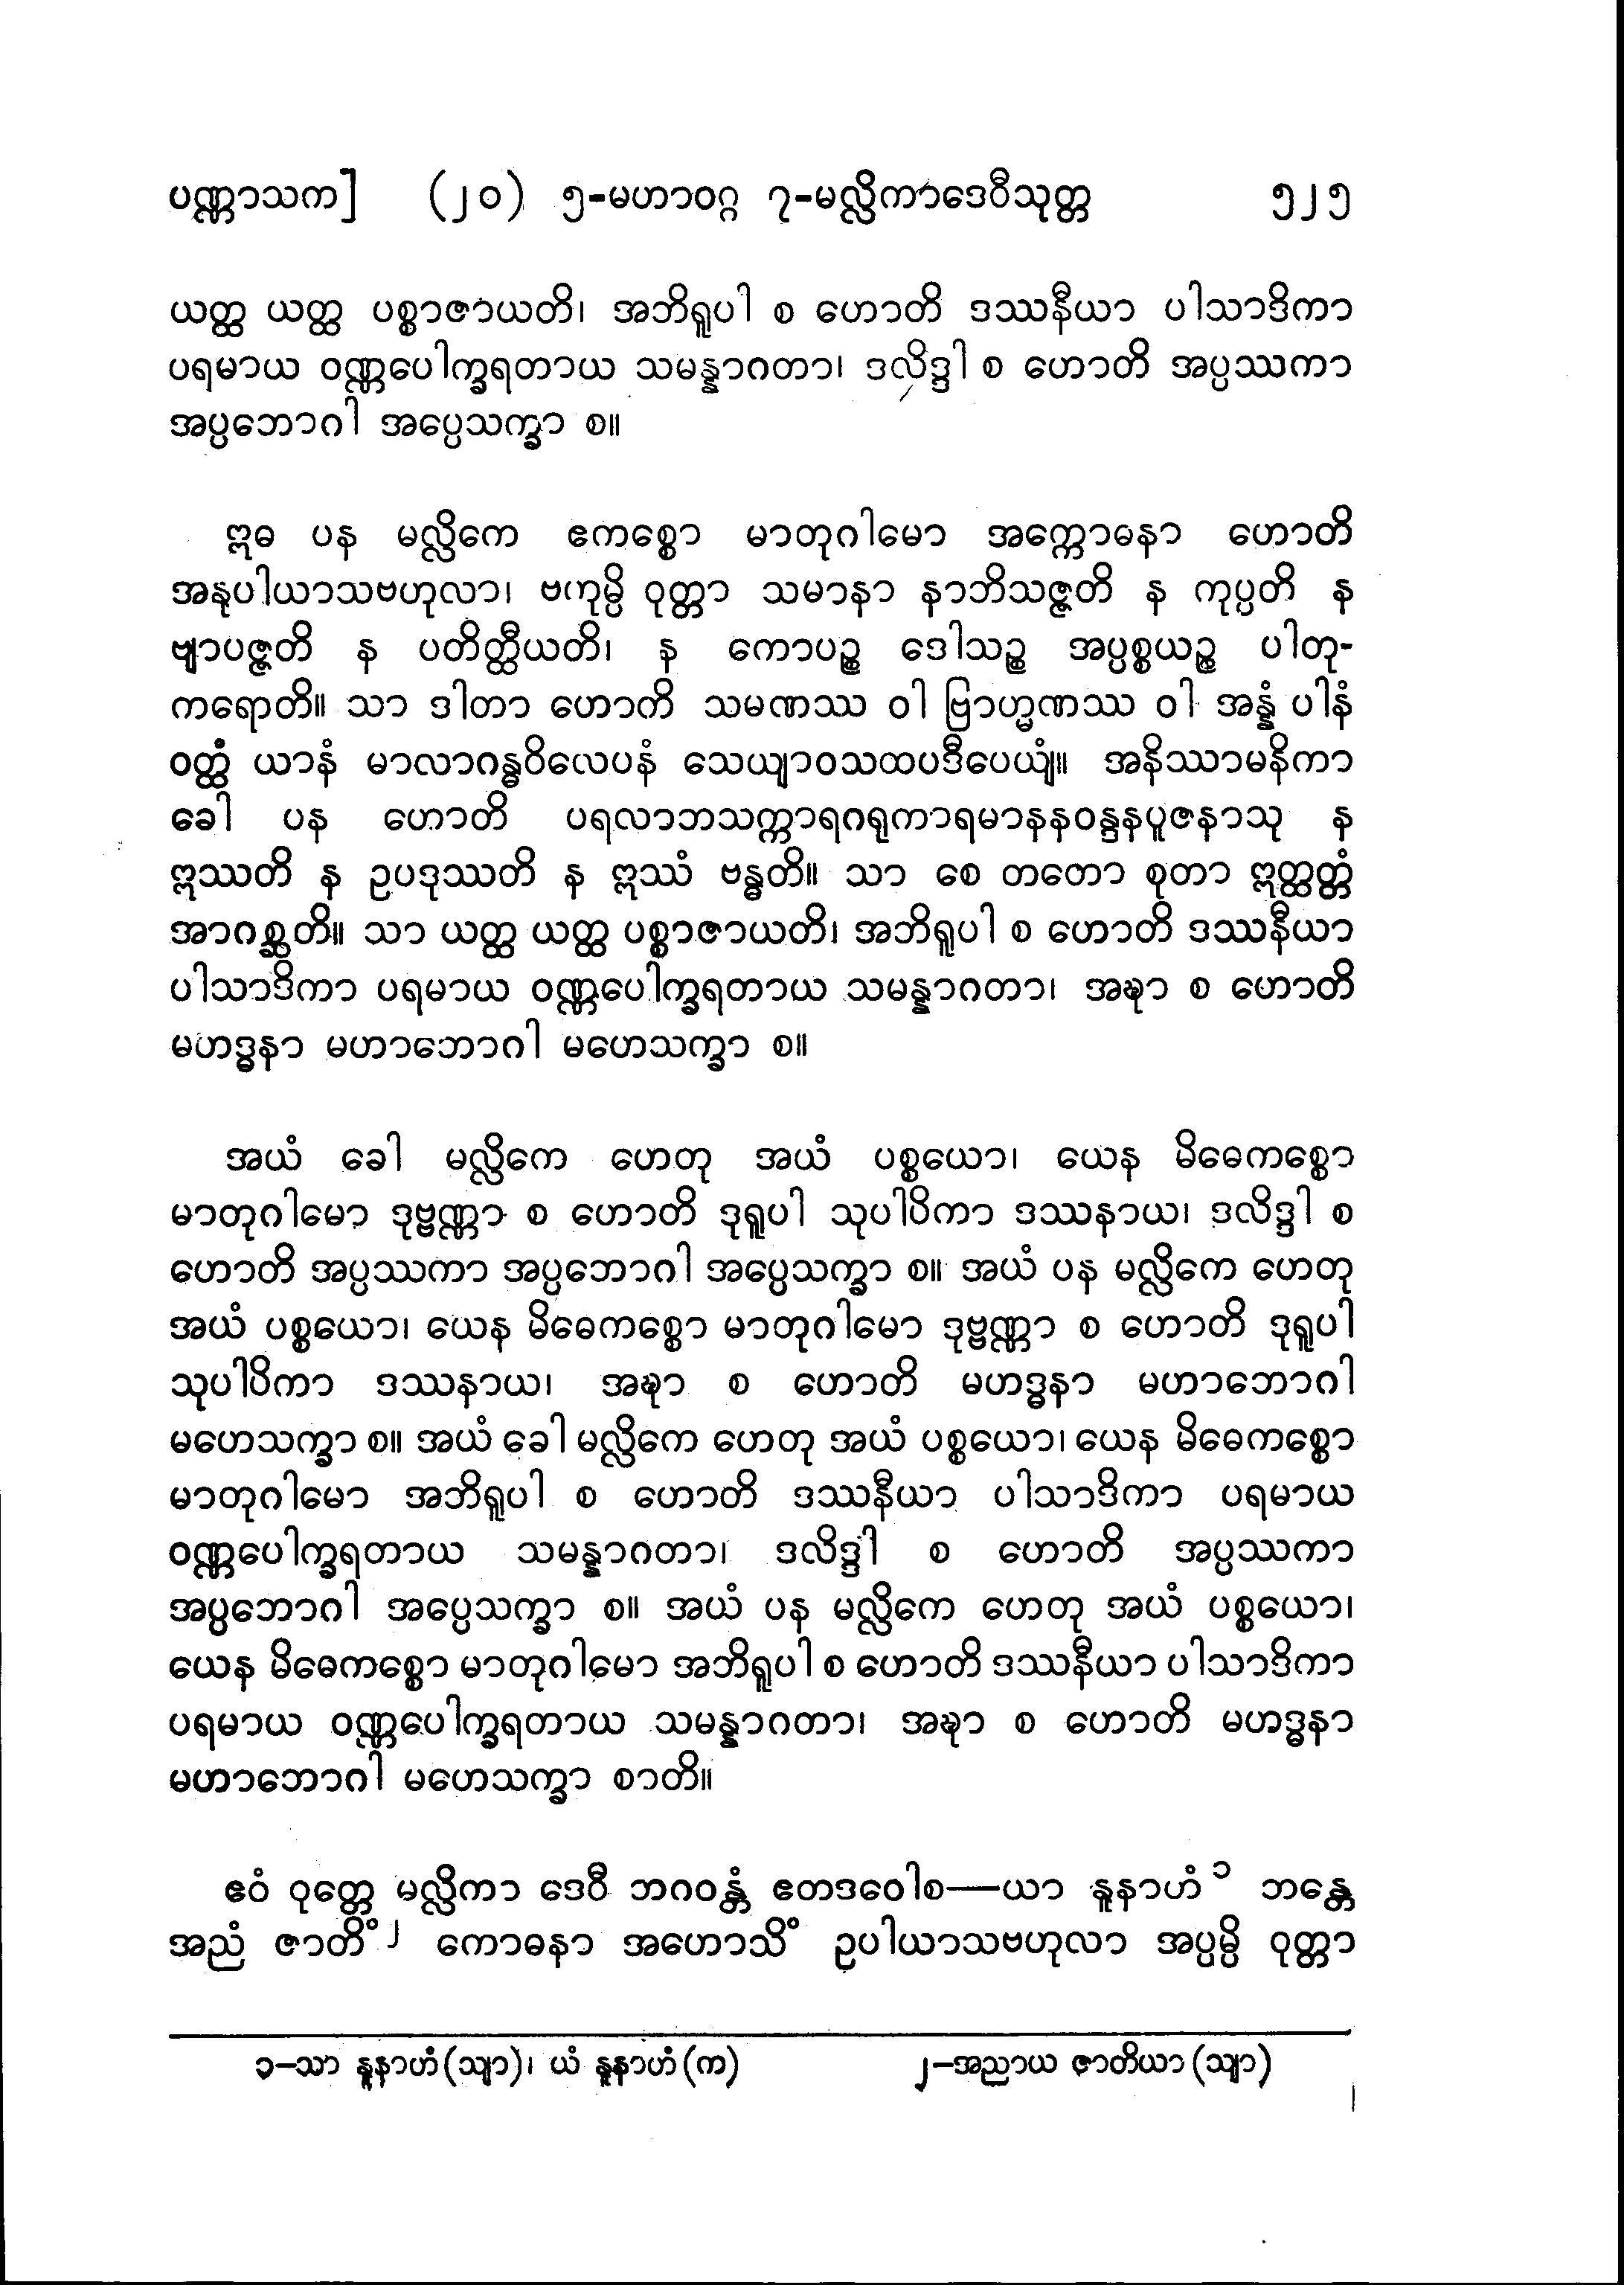 ပဏ္ဏာသက] (၂၀) ၅-မဟာဝဂ္ဂ ၇-မလ္လိကာဒေဝီသုတ္တ ၅၂၅
ယတ္ထ ယတ္ထ ပစ္စာဇာယတိ၊ အဘိရူပါ စ ဟောတိ ဒဿနီယာ ပါသာဒိကာ
ပရမာယ ဝဏ္ဏပေါက္ခရတာယ သမန္နာဂတာ၊ ဒလိဒ္ဒါ စ ဟောတိ အပ္ပဿကာ
အပ္ပဘောဂါ အပ္ပေသက္ခာ စ။
ဣဓ ပန မလ္လိကေ ဧကစ္စော မာတုဂါမော အက္ကောဓနာ ဟောတိ
အနုပါယာသဗဟုလာ၊ ဗဟုမ္ပိ ဝုတ္တာ သမာနာ နာဘိသဇ္ဇတိ န ကုပ္ပတိ န
ဗျာပဇ္ဇတိ န ပတိတ္ထီယတိ၊ န ကောပဉ္စ ဒေါသဉ္စ အပ္ပစ္စယဉ္စ ပါတု-
ကရောတိ။ သာ ဒါတာ ဟောတိ သမဏဿ ဝါ ဗြာဟ္မဏဿ ဝါ အန္နံ ပါနံ
ဝတ္ထံ ယာနံ မာလာဂန္ဓဝိလေပနံ သေယျာဝသထပဒီပေယျံ။ အနိဿာမနိကာ
ခေါ ပန ဟောတိ ပရလာဘသက္ကာရဂရုကာရမာနနဝန္ဒနပူဇနာသု န
ဣဿတိ န ဥပဒုဿတိ န ဣဿံ ဗန္ဓတိ။ သာ စေ တတော စုတာ ဣတ္ထတ္တံ
အာဂစ္ဆတိ။ သာ ယတ္ထ ယတ္ထ ပစ္စာဇာယတိ၊ အဘိရူပါ စ ဟောတိ ဒဿနီယာ
ပါသာဒိကာ ပရမာယ ဝဏ္ဏပေါက္ခရတာယ သမန္နာဂတာ၊ အဍ္ဎာ စ ဟောတိ
မဟဒ္ဓနာ မဟာဘောဂါ မဟေသက္ခာ စ။
အယံ ခေါ မလ္လိကေ ဟေတု အယံ ပစ္စယော၊ ယေန မိဓေကစ္စော
မာတုဂါမော ဒုဗ္ဗဏ္ဏာ စ ဟောတိ ဒုရူပါ သုပါပိကာ ဒဿနာယ၊ ဒလိဒ္ဒါ စ
ဟောတိ အပ္ပဿကာ အပ္ပဘောဂါ အပ္ပေသက္ခာ စ။ အယံ ပန မလ္လိကေ ဟေတု
အယံ ပစ္စယော၊ ယေန မိဓေကစ္စော မာတုဂါမော ဒုဗ္ဗဏ္ဏာ စ ဟောတိ ဒုရူပါ
သုပါပိကာ ဒဿနာယ၊ အဍ္ဎာ စ ဟောတိ မဟဒ္ဓနာ မဟာဘောဂါ
မဟေသက္ခာ စ။ အယံ ခေါ မလ္လိကေ ဟေတု အယံ ပစ္စယော၊ ယေန မိဓေကစ္စော
မာတုဂါမော အဘိရူပါ စ ဟောတိ ဒဿနီယာ ပါသာဒိကာ ပရမာယ
ဝဏ္ဏပေါက္ခရတာယ သမန္နာဂတာ၊ ဒလိဒ္ဒါ စ ဟောတိ အပ္ပဿကာ
အပ္ပဘောဂါ အပ္ပေသက္ခာ စ။ အယံ ပန မလ္လိကေ ဟေတု အယံ ပစ္စယော၊
ယေန မိဓေကစ္စော မာတုဂါမော အဘိရူပါ စ ဟောတိ ဒဿနီယာ ပါသာဒိကာ
ပရမာယ ဝဏ္ဏပေါက္ခရတာယ သမန္နာဂတာ၊ အဍ္ဎာ စ ဟောတိ မဟဒ္ဓနာ
မဟာဘောဂါ မဟေသက္ခာ စာတိ။
ဧဝံ ဝုတ္တေ မလ္လိကာ ဒေဝီ ဘဂဝန္တံ ဧတဒဝေါစ—ယာ နူနာဟံ ၁ ဘန္တေ
အညံ ဇာတိံ ၂ ကောဓနာ အဟောသိံ ဥပါယာသဗဟုလာ အပ္ပမ္ပိ ဝုတ္တာ
၁-သာ နူနာဟံ (သျာ)၊ ယံ နူနာဟံ (က) ၂-အညာယ ဇာတိယာ (သျာ)